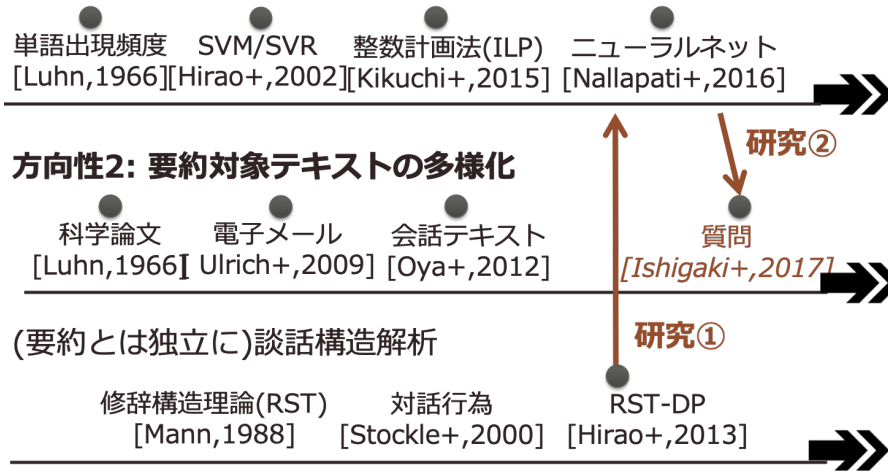 単語出現頻度 SVM/SVR 整数計画法(ILP) ニューラルネット
[Luhn,1966] [Hirao+,2002] [Kikuchi+,2015] [Nallapati+,2016]
研究②
方向性2: 要約対象テキストの多様化
科学論文 電子メール 会話テキスト 質問
[Luhn,1966] [Ulrich+,2009] [Oya+,2012] [Ishigaki+,2017]
研究①
(要約とは独立に)談話構造解析
修辞構造理論(RST) 対話行為 RST-DP
[Mann,1988] [Stockle+,2000] [Hirao+,2013]